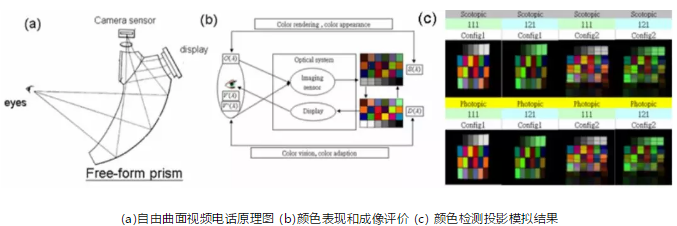 (a)
Camera sensor
display
eyes
Free-form prism
(b)
Color rendering , color appearance
O(λ)
V(λ)
V'(λ)
Optical system
Imaging
sensor
Display
S(λ)
D(λ)
Color vision, color adaption
(c)
Scotopic Scotopic Scotopic Scotopic
111 121 111 121
Config1 Config1 Config2 Config2
Photopic Photopic Photopic Photopic
111 121 111 121
Config1 Config1 Config2 Config2
(a)自由曲面视频电话原理图 (b)颜色表现和成像评价 (c) 颜色检测投影模拟结果